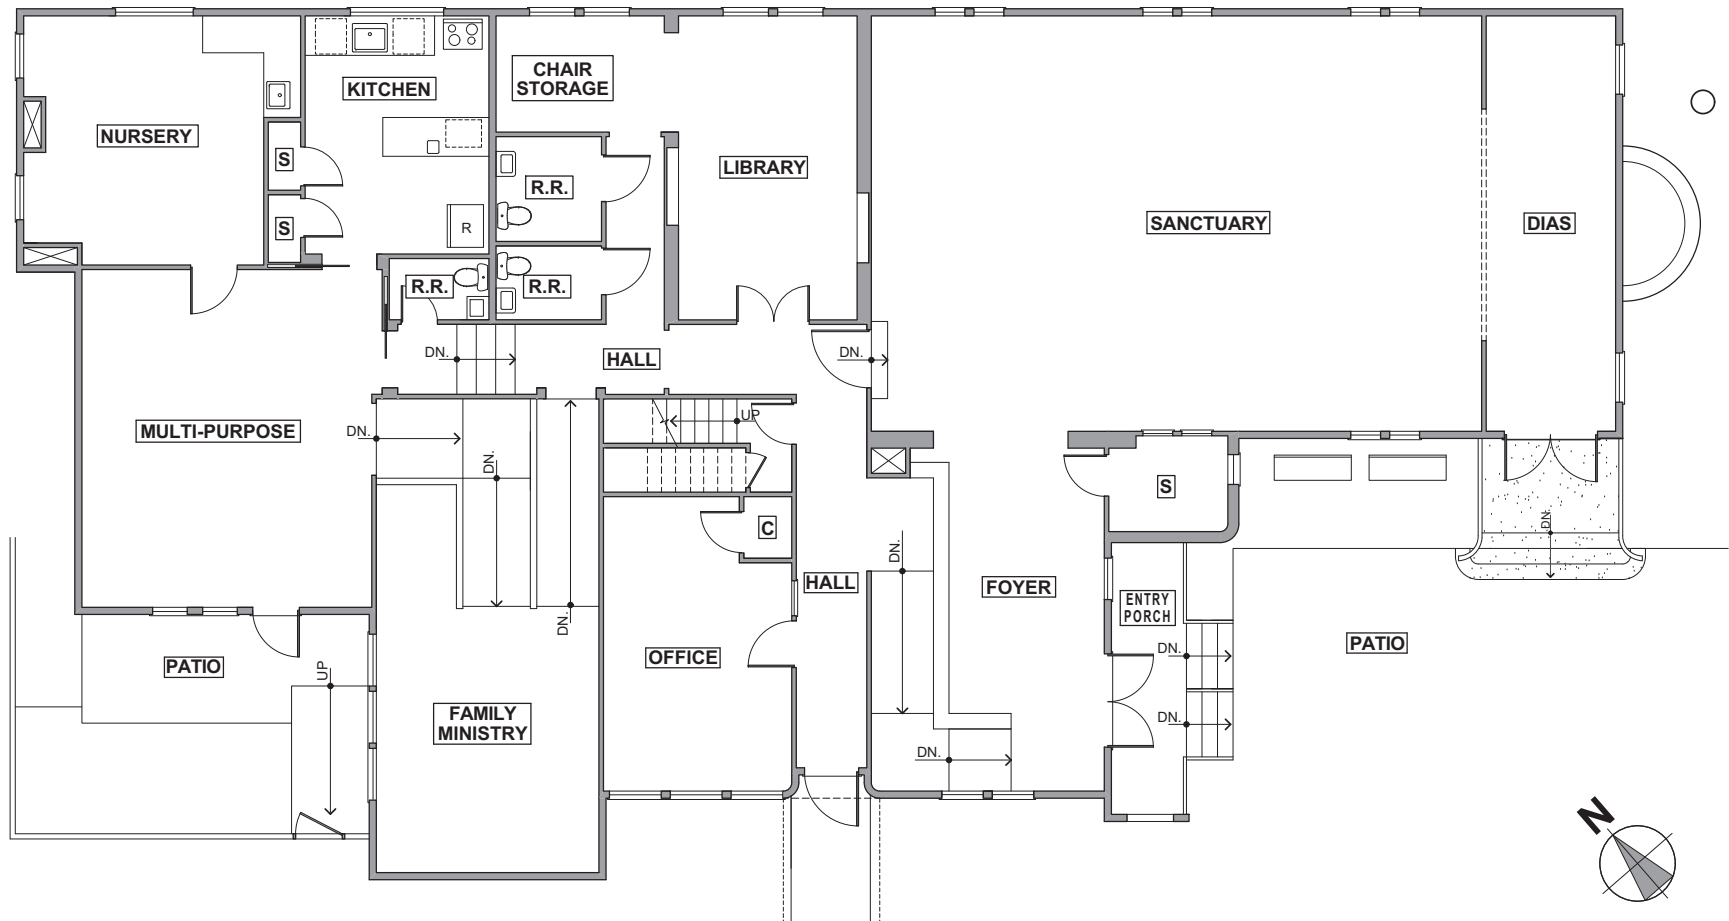 KITCHEN
CHAIR
STORAGE
NURSERY
S
LIBRARY
R.R.
S
R
SANCTUARY
DIAS
R.R.
R.R.
DN.
HALL
DN.
UP
MULTI-PURPOSE
DN.
DN.
S
C
DN.
DN.
HALL
FOYER
ENTRY
PORCH
DN.
OFFICE
PATIO
UP
DN.
PATIO
FAMILY
MINISTRY
DN.
DN.
N